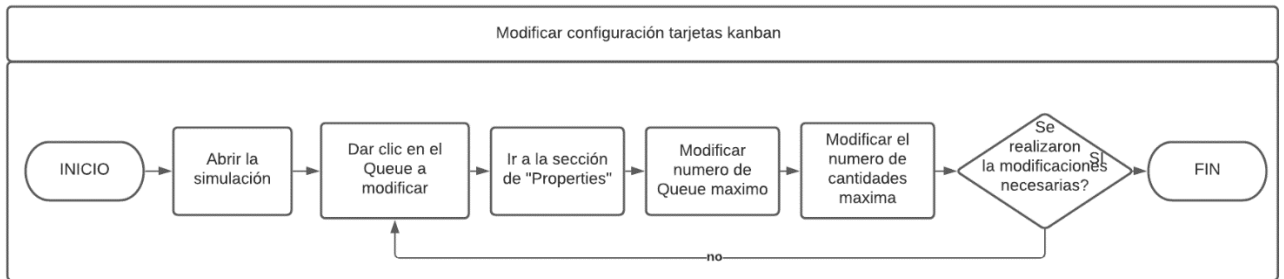 Modificar configuración tarjetas kanban
INICIO
Abrir la
simulación
Dar clic en el
Queue a
modificar
Ir a la sección
de "Properties"
Modificar
numero de
Queue maximo
Modificar el
numero de
cantidades
maxima
Se
realizaron
la modificaciones
necesarias?
SI
FIN
no